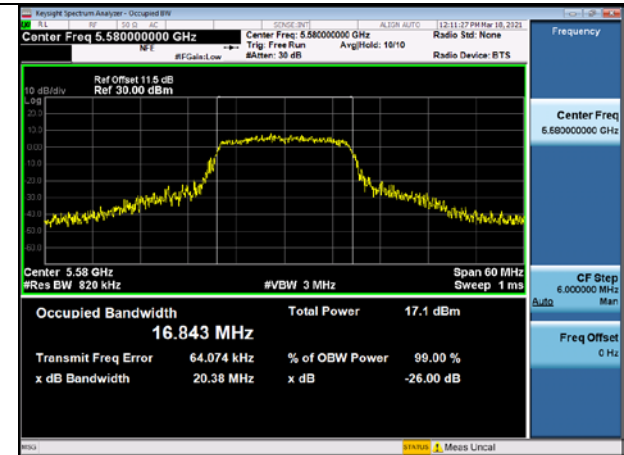 Keysight Spectrum Analyzer - Occupied BW
RL RF 50 Ω AC SENSE:INT ALIGN AUTO 12:11:27 PM Mar 18, 2021
Center Freq 5.580000000 GHz Center Freq: 5.580000000 GHz Radio Std: None Frequency
NFE Trig: Free Run Avg|Hold: 10/10
#IFGain:Low #Atten: 30 dB Radio Device: BTS
Ref Offset 11.5 dB
10 dB/div Ref 30.00 dBm
Log
20.0
10.0
0.00
-10.0
-20.0
-30.0
-40.0
-50.0
-60.0
Center Freq
5.580000000 GHz
Center 5.58 GHz Span 60 MHz
#Res BW 820 kHz #VBW 3 MHz Sweep 1 ms
CF Step
6.000000 MHz
Auto Man
Occupied Bandwidth Total Power 17.1 dBm
16.843 MHz
Freq Offset
0 Hz
Transmit Freq Error 64.074 kHz % of OBW Power 99.00 %
x dB Bandwidth 20.38 MHz x dB -26.00 dB
MSG STATUS Meas Uncal